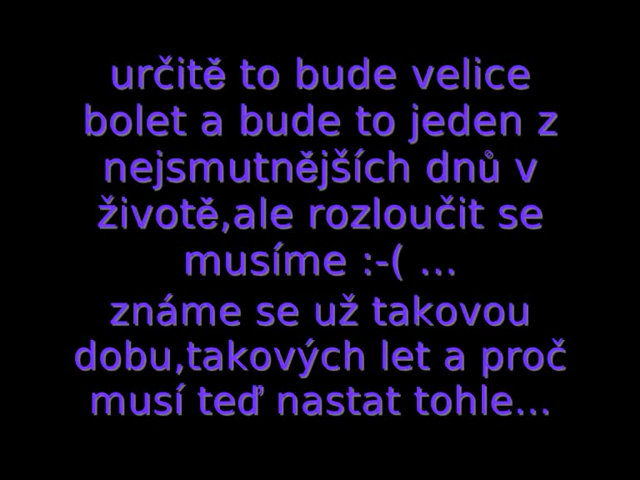 určitě to bude velice
bolet a bude to jeden z
nejsmutnějších dnů v
životě,ale rozloučit se
musíme :-( ...
známe se už takovou
dobu,takových let a proč
musí teď nastat tohle...